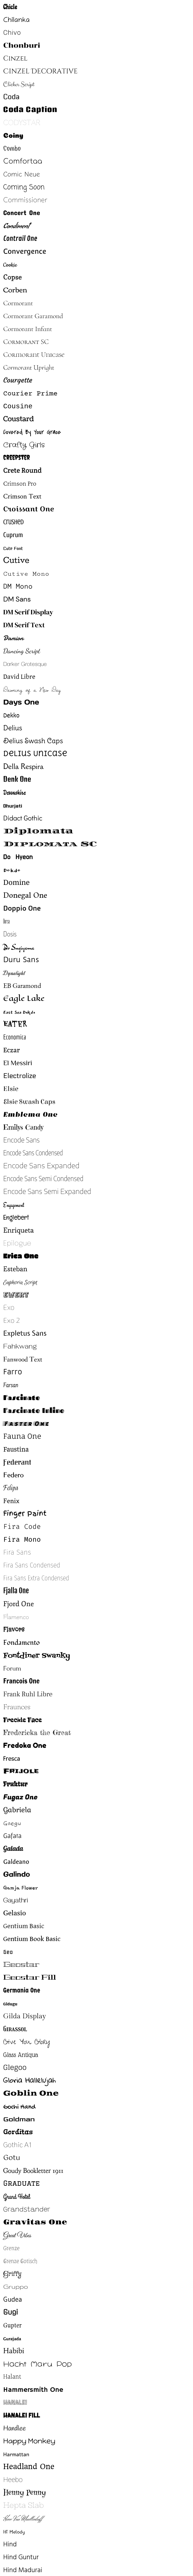 Chicle
Chilanka
Chivo
Chonburi
Cinzel
Cinzel Decorative
Clicker Script
Coda
Coda Caption
Codystar
Coiny
Combo
Comfortaa
Comic Neue
Coming Soon
Commissioner
Concert One
Condiment
Contrail One
Convergence
Cookie
Copse
Corben
Cormorant
Cormorant Garamond
Cormorant Infant
Cormorant SC
Cormorant Unicase
Cormorant Upright
Courgette
Courier Prime
Cousine
Coustard
Covered By Your Grace
Crafty Girls
Creepster
Crete Round
Crimson Pro
Crimson Text
Croissant One
Crushed
Cuprum
Cute Font
Cutive
Cutive Mono
DM Mono
DM Sans
DM Serif Display
DM Serif Text
Damion
Dancing Script
Darker Grotesque
David Libre
Dawning of a New Day
Days One
Dekko
Delius
Delius Swash Caps
Delius Unicase
Della Respira
Denk One
Devonshire
Dhurjati
Didact Gothic
Diplomata
Diplomata SC
Do Hyeon
Dokdo
Domine
Donegal One
Doppio One
Dorsa
Dosis
Dr Sugiyama
Duru Sans
Dynalight
EB Garamond
Eagle Lake
East Sea Dokdo
Eater
Economica
Eczar
El Messiri
Electrolize
Elsie
Elsie Swash Caps
Emblema One
Emilys Candy
Encode Sans
Encode Sans Condensed
Encode Sans Expanded
Encode Sans Semi Condensed
Encode Sans Semi Expanded
Engagement
Englebert
Enriqueta
Epilogue
Erica One
Esteban
Euphoria Script
Ewert
Exo
Exo 2
Expletus Sans
Fahkwang
Fanwood Text
Farro
Farsan
Fascinate
Fascinate Inline
Faster One
Fauna One
Faustina
Federant
Federo
Felipa
Fenix
Finger Paint
Fira Code
Fira Mono
Fira Sans
Fira Sans Condensed
Fira Sans Extra Condensed
Fjalla One
Fjord One
Flamenco
Flavors
Fondamento
Fontdiner Swanky
Forum
Francois One
Frank Ruhl Libre
Fraunces
Freckle Face
Fredericka the Great
Fredoka One
Fresca
Frijole
Fruktur
Fugaz One
Gabriela
Gaegu
Gafata
Galada
Galdeano
Galindo
Gamja Flower
Gayathri
Gelasio
Gentium Basic
Gentium Book Basic
Geo
Geostar
Geostar Fill
Germania One
Gidugu
Girassol
Gilda Display
Give You Glory
Glass Antiqua
Glegoo
Gloria Hallelujah
Goblin One
Gochi Hand
Goldman
Gorditas
Gothic A1
Gotu
Goudy Bookletter 1911
Graduate
Grand Hotel
Grandstander
Gravitas One
Great Vibes
Grenze
Grenze Gotisch
Griffy
Gruppo
Gudea
Gugi
Gupter
Gurajada
Habibi
Hachi Maru Pop
Halant
Hammersmith One
Hanalei
Hanalei Fill
Handlee
Happy Monkey
Harmattan
Headland One
Heebo
Henny Penny
Hepta Slab
Herr Von Muellerhoff
Hi Melody
Hind
Hind Guntur
Hind Madurai